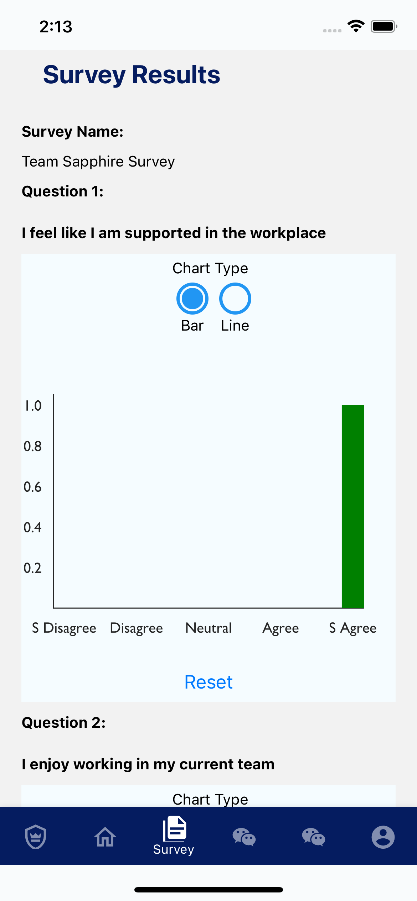 2:13
Survey Results
Survey Name:
Team Sapphire Survey
Question 1:
I feel like I am supported in the workplace
Chart Type
Bar Line
1.0
0.8
0.6
0.4
0.2
S Disagree Disagree Neutral Agree S Agree
Reset
Question 2:
I enjoy working in my current team
Chart Type
Survey